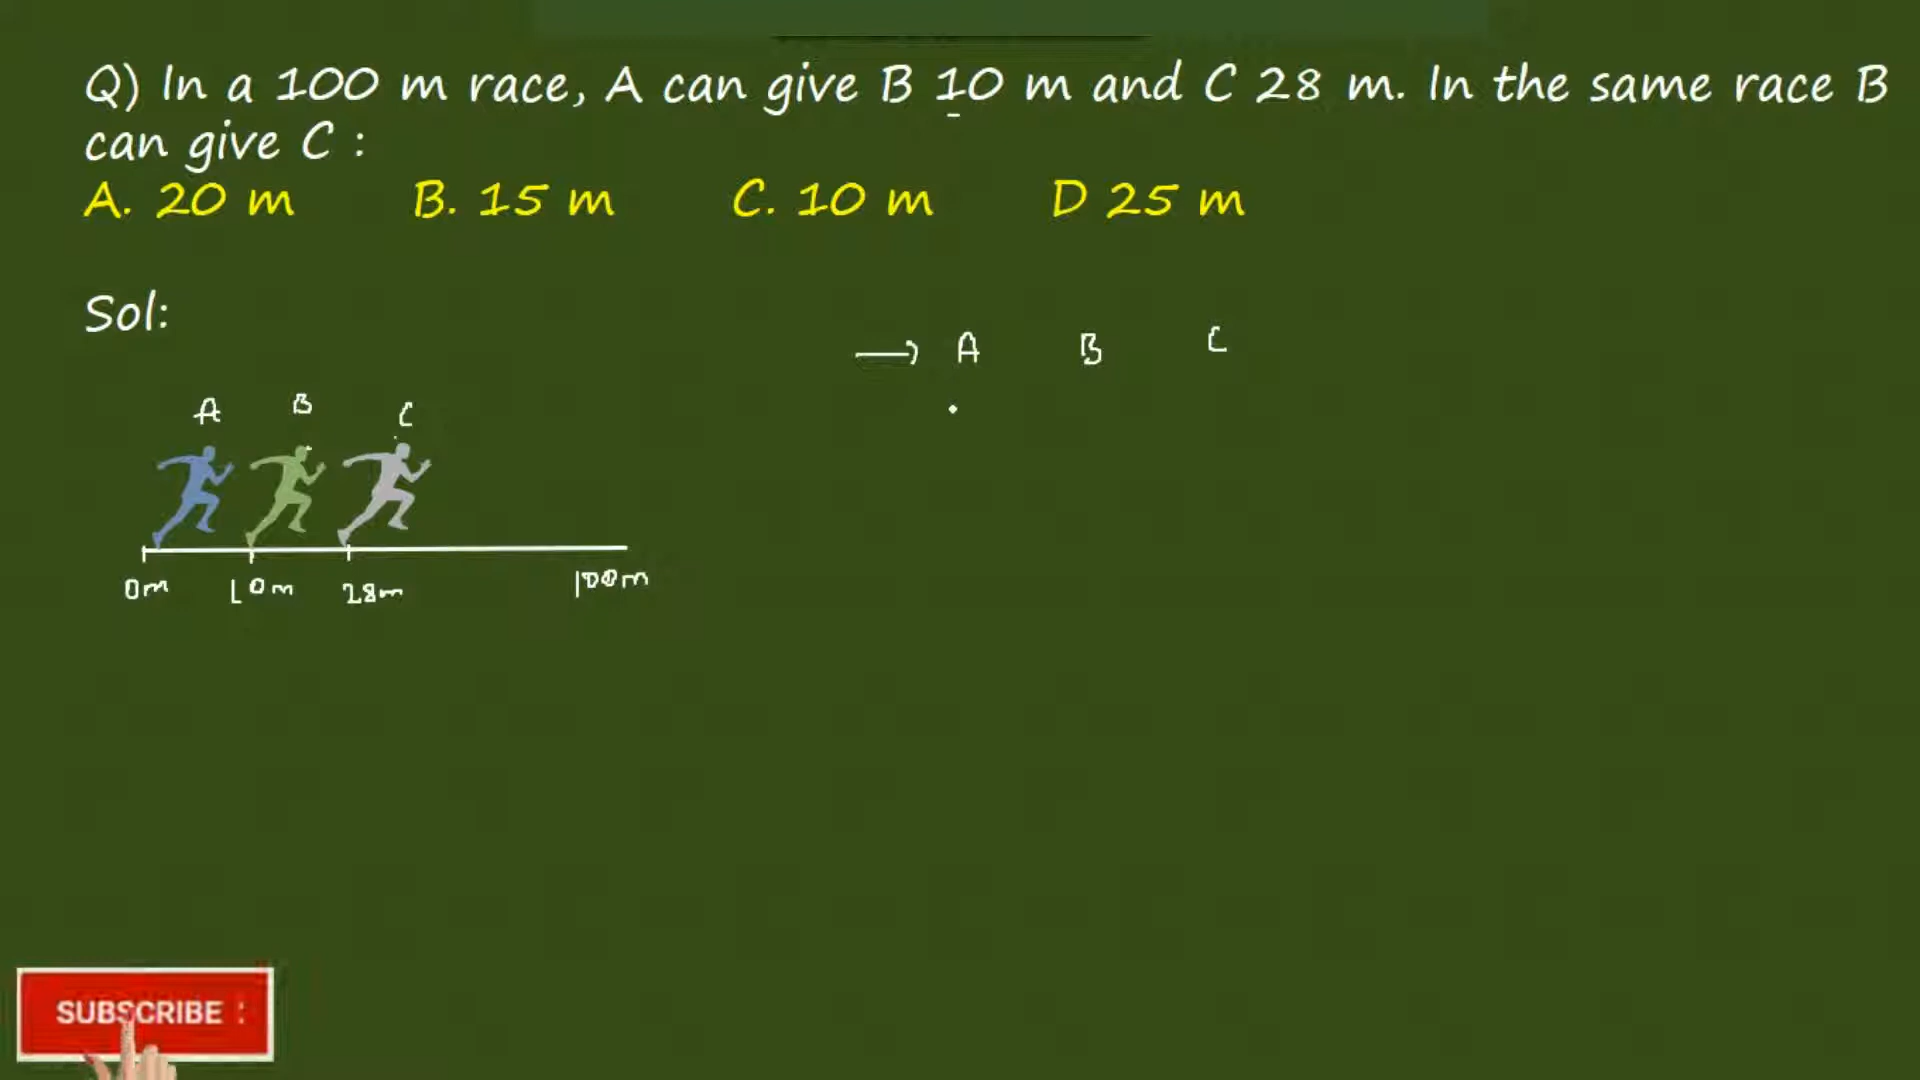 Q) In a 100 m race, A can give B 10 m and C 28 m. In the same race B
can give C :
A. 20 m B. 15 m C. 10 m D 25 m
Sol:
→ A B C
A B C
0m 10m 28m 100m
SUBSCRIBE :